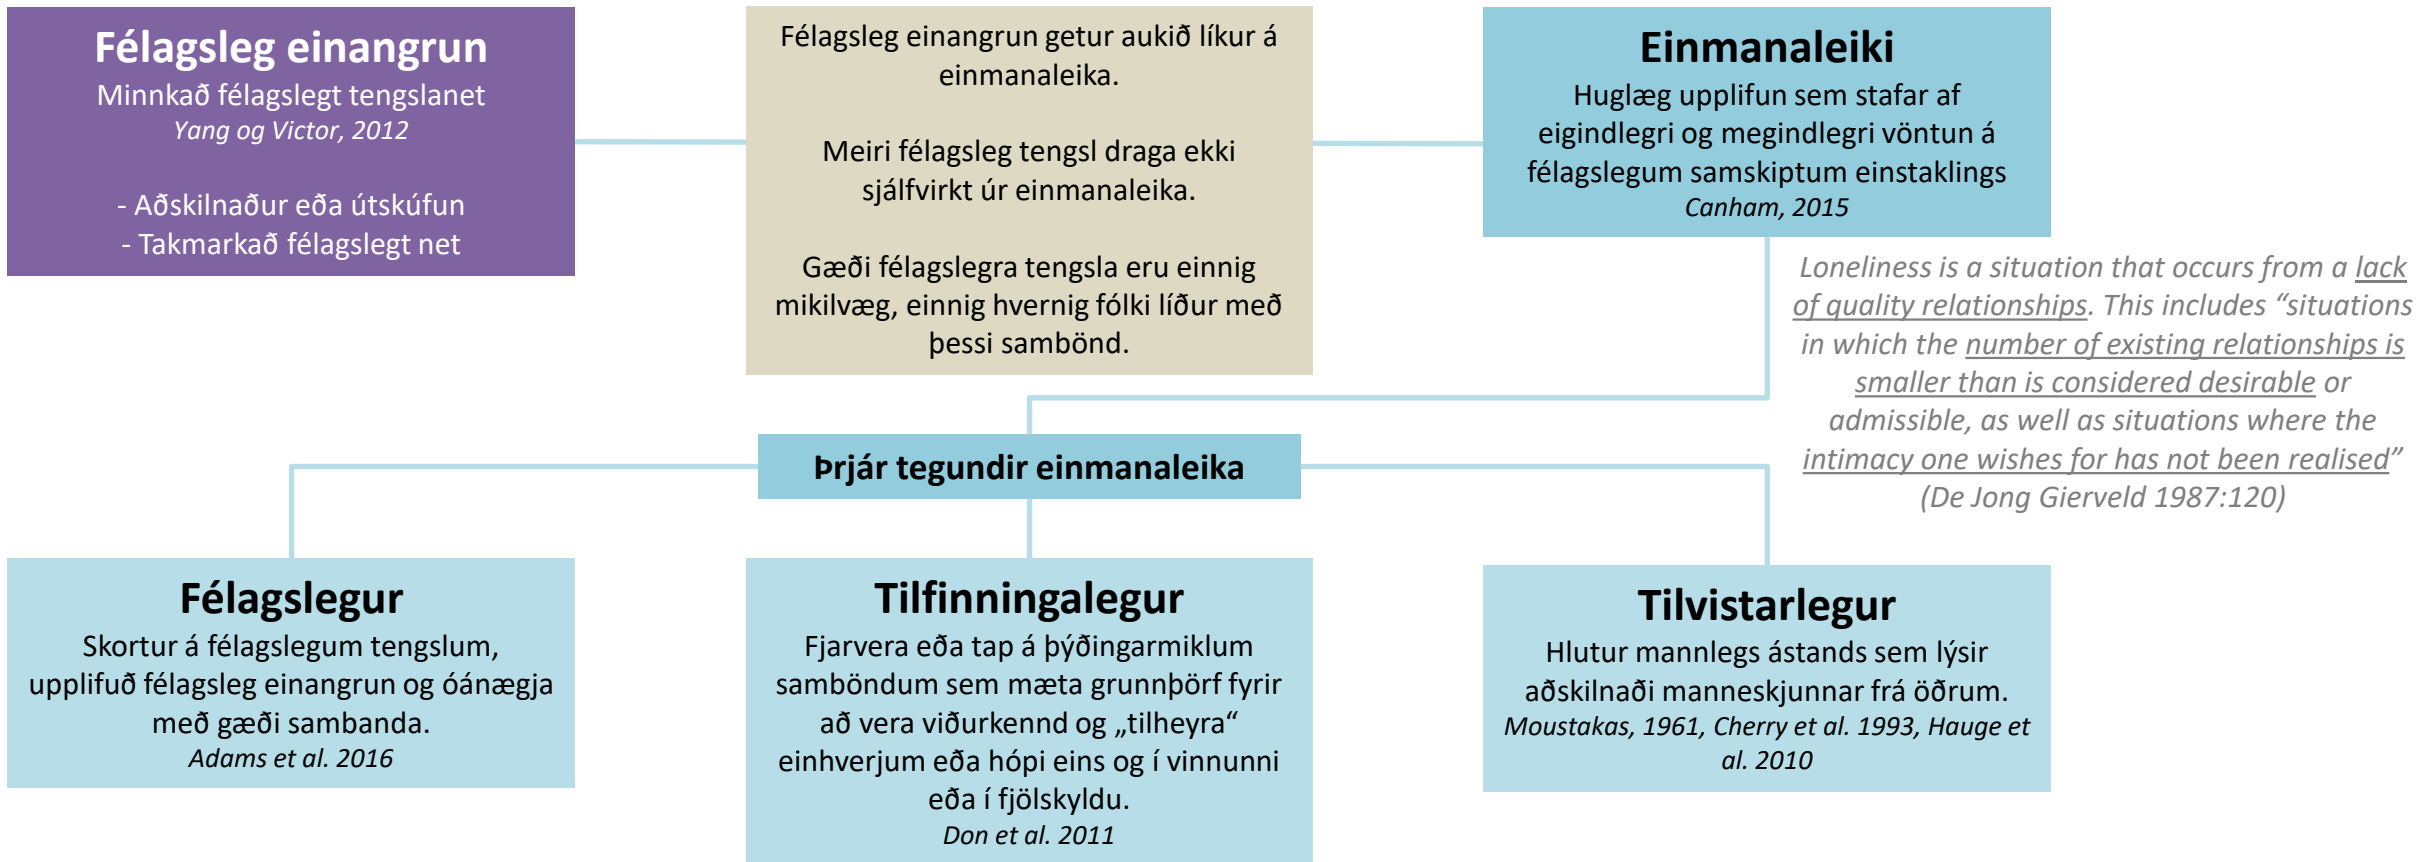 Félagsleg einangrun
Minnkað félagslegt tengslanet
Yang og Victor, 2012
- Aðskilnaður eða útskúfun
- Takmarkað félagslegt net
Félagsleg einangrun getur aukið líkur á
einmanaleika.
Meiri félagsleg tengsl draga ekki
sjálfvirkt úr einmanaleika.
Gæði félagslegra tengsla eru einnig
mikilvæg, einnig hvernig fólki líður með
þessi sambönd.
Einmanaleiki
Huglæg upplifun sem stafar af
eigindlegri og megindlegri vöntun á
félagslegum samskiptum einstaklings
Canham, 2015
Loneliness is a situation that occurs from a lack
of quality relationships. This includes “situations
in which the number of existing relationships is
smaller than is considered desirable or
admissible, as well as situations where the
intimacy one wishes for has not been realised”
(De Jong Gierveld 1987:120)
Þrjár tegundir einmanaleika
Félagslegur
Skortur á félagslegum tengslum,
upplifuð félagsleg einangrun og óánægja
með gæði sambanda.
Adams et al. 2016
Tilfinningalegur
Fjarvera eða tap á þýðingarmiklum
samböndum sem mæta grunnþörf fyrir
að vera viðurkennd og „tilheyra“
einhverjum eða hópi eins og í vinnunni
eða í fjölskyldu.
Don et al. 2011
Tilvistarlegur
Hlutur mannlegs ástands sem lýsir
aðskilnaði manneskjunnar frá öðrum.
Moustakas, 1961, Cherry et al. 1993, Hauge et
al. 2010